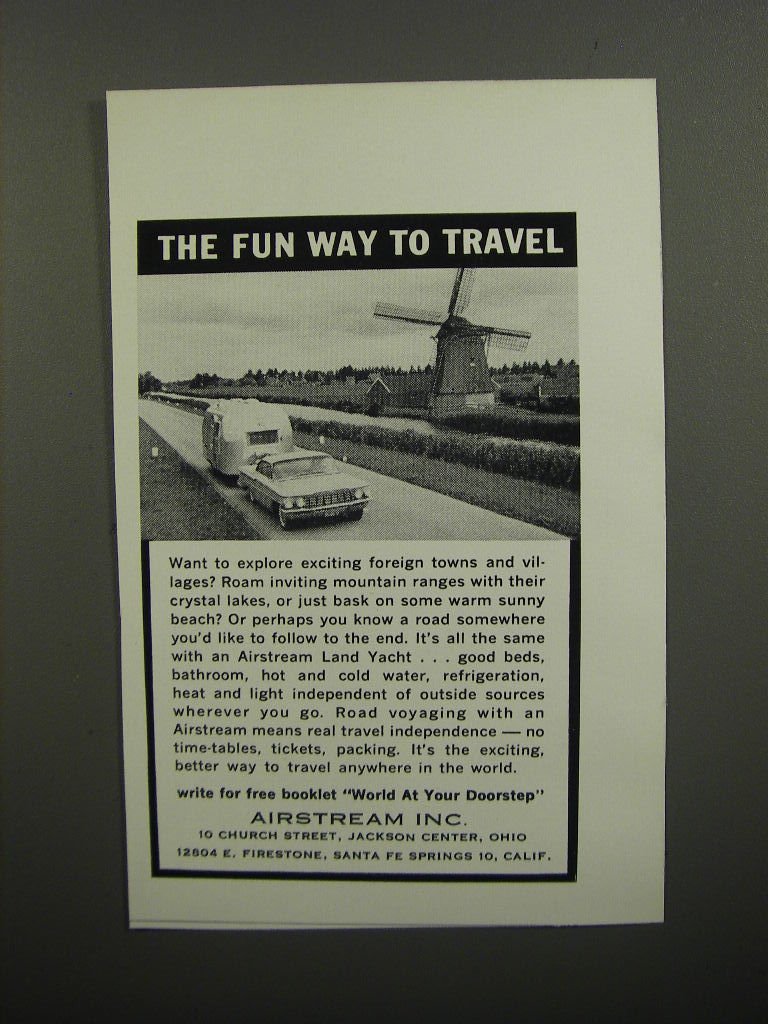 THE FUN WAY TO TRAVEL
Want to explore exciting foreign towns and vil-
lages? Roam inviting mountain ranges with their
crystal lakes, or just bask on some warm sunny
beach? Or perhaps you know a road somewhere
you'd like to follow to the end. It's all the same
with an Airstream Land Yacht . . . good beds,
bathroom, hot and cold water, refrigeration,
heat and light independent of outside sources
wherever you go. Road voyaging with an
Airstream means real travel independence — no
time-tables, tickets, packing. It's the exciting,
better way to travel anywhere in the world.
write for free booklet "World At Your Doorstep"
AIRSTREAM INC.
10 CHURCH STREET, JACKSON CENTER, OHIO
12804 E. FIRESTONE, SANTA FE SPRINGS 10, CALIF.